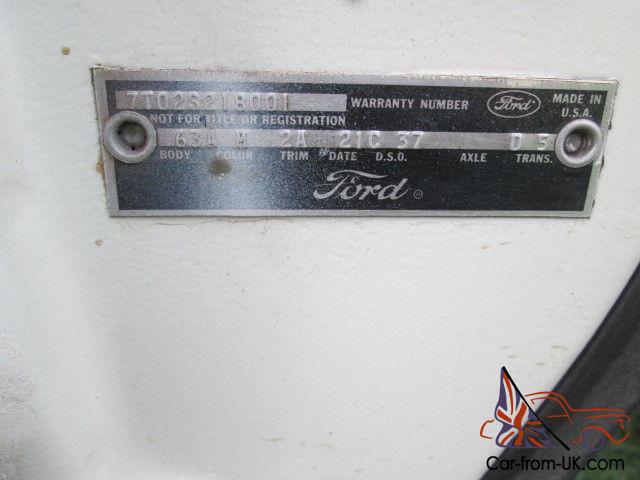 7T02S218001 WARRANTY NUMBER Ford MADE IN U.S.A.
NOT FOR TITLE OR REGISTRATION
63A M 2A 21C 37 D 5
BODY COLOR TRIM DATE D.S.O. AXLE TRANS.
Ford ®
Car-from-UK.com